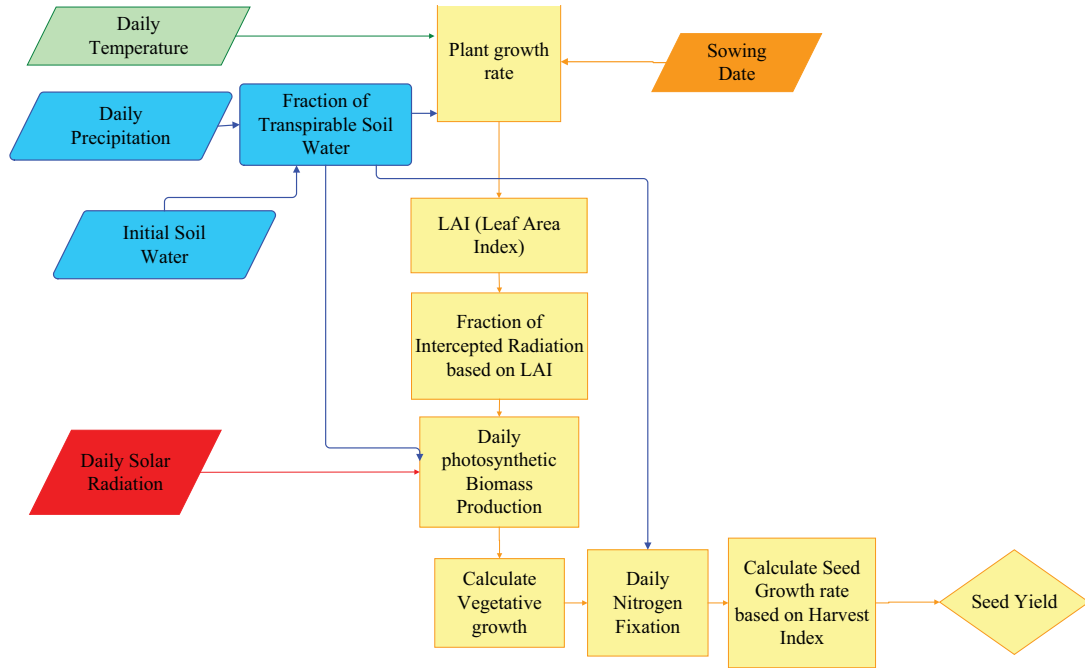 Daily
Temperature
Plant growth
rate
Sowing
Date
Daily
Precipitation
Fraction of
Transpirable Soil
Water
Initial Soil
Water
LAI (Leaf Area
Index)
Fraction of
Intercepted Radiation
based on LAI
Daily Solar
Radiation
Daily
photosynthetic
Biomass
Production
Calculate
Vegetative
growth
Daily
Nitrogen
Fixation
Calculate Seed
Growth rate
based on Harvest
Index
Seed Yield